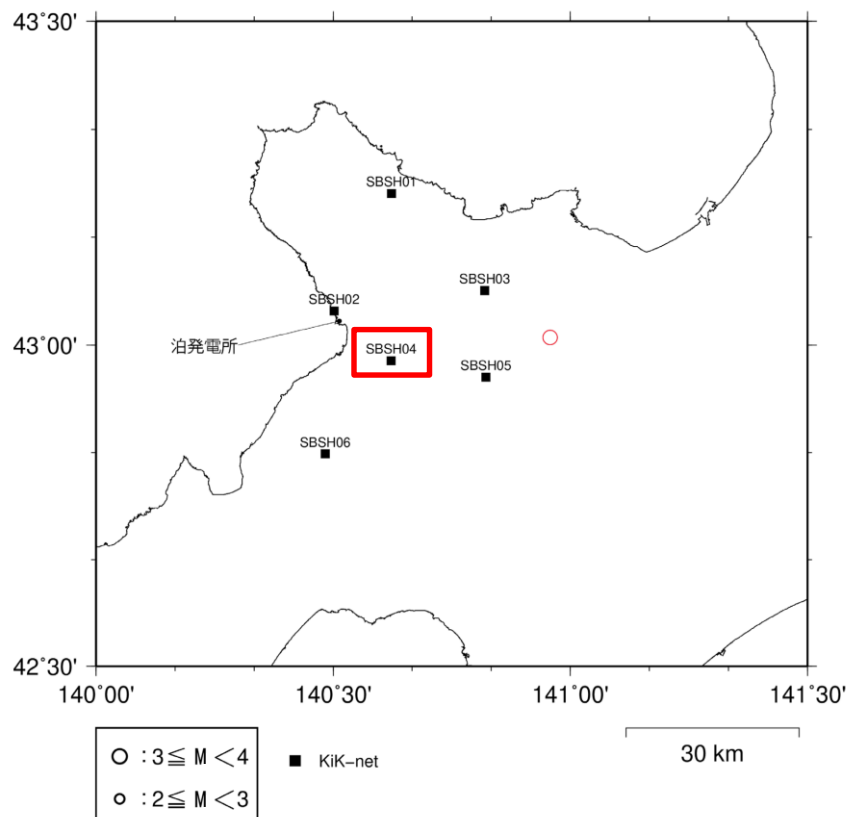 43°30'
SBSH01
SBSH03
SBSH02
泊発電所
43°00'
SBSH04
SBSH05
SBSH06
42°30'
140°00'
140°30'
141°00'
141°30'
○ : 3 ≦ M < 4
■ KiK-net
30 km
○ : 2 ≦ M < 3